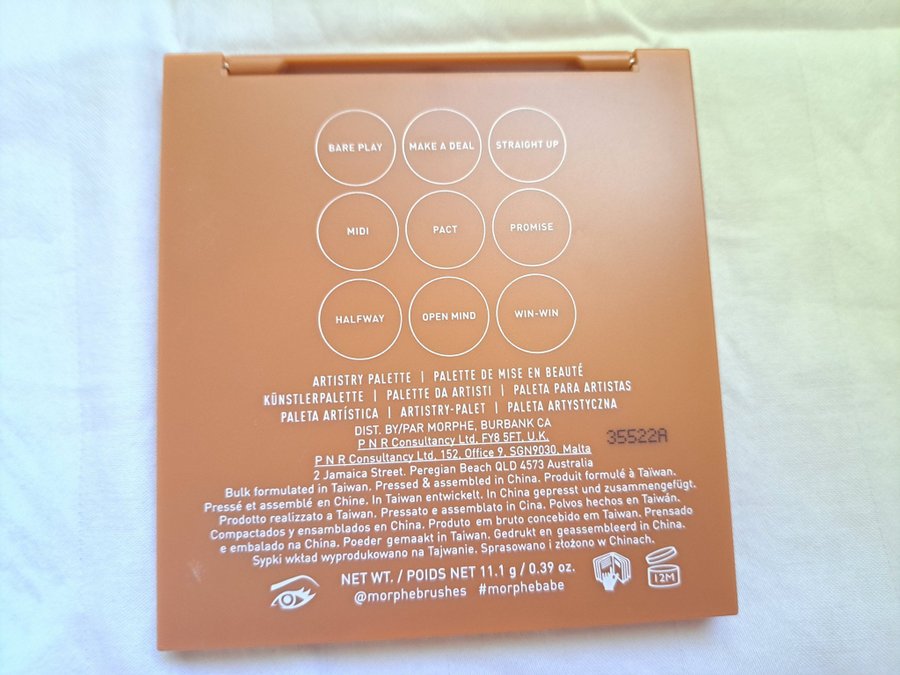 BARE PLAY MAKE A DEAL STRAIGHT UP
MIDI PACT PROMISE
HALFWAY OPEN MIND WIN-WIN
ARTISTRY PALETTE | PALETTE DE MISE EN BEAUTÉ
KÜNSTLERPALETTE | PALETTE DA ARTISTI | PALETA PARA ARTISTAS
PALETA ARTÍSTICA | ARTISTRY-PALET | PALETA ARTYSTYCZNA
DIST. BY/PAR MORPHE, BURBANK CA
P N R Consultancy Ltd, FY8 5FT, U.K.
35522A
P N R Consultancy Ltd, 152, Office 9, SGN9030, Malta
2 Jamaica Street. Peregian Beach QLD 4573 Australia
Bulk formulated in Taiwan. Pressed & assembled in China. Produit formulé à Taïwan.
Pressé et assemblé en Chine. In Taiwan entwickelt. In China gepresst und zusammengefügt.
Prodotto realizzato a Taiwan. Pressato e assemblato in Cina. Polvos hechos en Taiwán.
Compactados y ensamblados en China. Produto em bruto concebido em Taiwan. Prensado
e embalado na China. Poeder gemaakt in Taiwan. Gedrukt en geassembleerd in China.
Sypki wkład wyprodukowano na Tajwanie. Sprasowano i złożono w Chinach.
NET WT. / POIDS NET 11.1 g / 0.39 oz.
@morphebrushes #morphebabe
12M